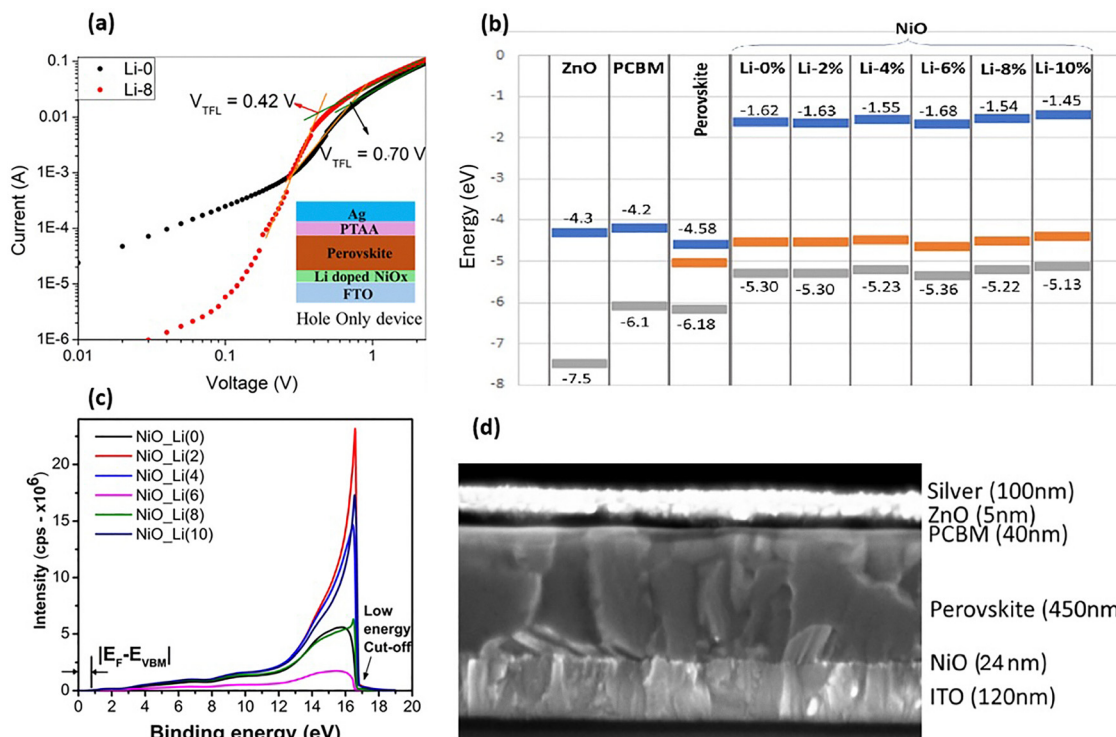 (a)
0.1
0.01
1E-3
1E-4
1E-5
1E-6
0.01
0.1
1
Current (A)
Voltage (V)
Li-0
Li-8
V_TFL = 0.42 V
V_TFL = 0.70 V
Ag
PTAA
Perovskite
Li doped NiOx
FTO
Hole Only device
(b)
NiO
0
-1
-2
-3
-4
-5
-6
-7
-8
Energy (eV)
ZnO
PCBM
Perovskite
Li-0%
Li-2%
Li-4%
Li-6%
Li-8%
Li-10%
-1.62
-1.63
-1.55
-1.68
-1.54
-1.45
-4.3
-4.2
-4.58
-5.30
-5.30
-5.23
-5.36
-5.22
-5.13
-6.1
-6.18
-7.5
(c)
NiO_Li(0)
NiO_Li(2)
NiO_Li(4)
NiO_Li(6)
NiO_Li(8)
NiO_Li(10)
Intensity (cps - x10⁶)
20
15
10
5
0
|E_F-E_VBM|
Low
energy
Cut-off
0 2 4 6 8 10 12 14 16 18 20
Binding energy (eV)
(d)
Silver (100nm)
ZnO (5nm)
PCBM (40nm)
Perovskite (450nm
NiO (24 nm)
ITO (120nm)